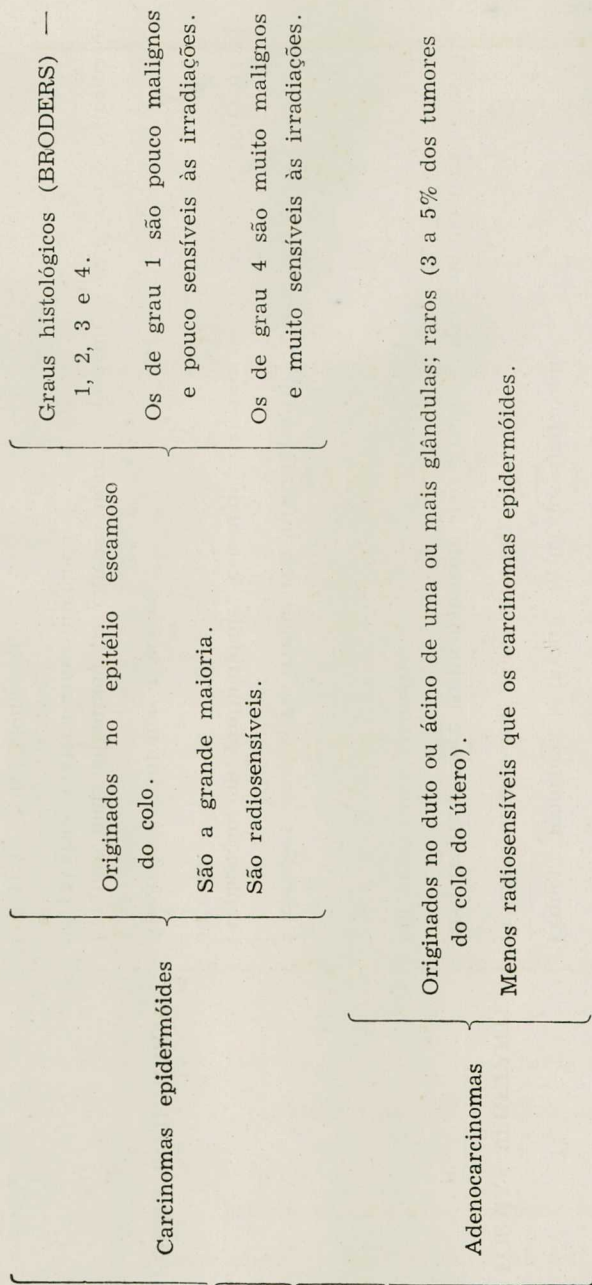 Carcinomas epidermóides
Originados no epitélio escamoso
do colo.
São a grande maioria.
São radiosensíveis.
Graus histológicos (BRODERS) —
1, 2, 3 e 4.
Os de grau 1 são pouco malignos
e pouco sensíveis às irradiações.
Os de grau 4 são muito malignos
e muito sensíveis às irradiações.
Adenocarcinomas
Originados no duto ou ácino de uma ou mais glândulas; raros (3 a 5% dos tumores
do colo do útero).
Menos radiosensíveis que os carcinomas epidermóides.